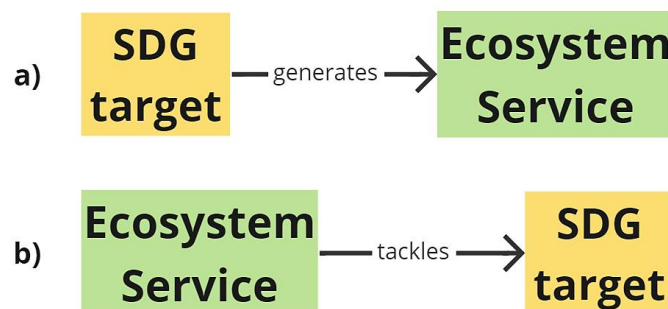 a)
SDG
target
generates
Ecosystem
Service
b)
Ecosystem
Service
tackles
SDG
target